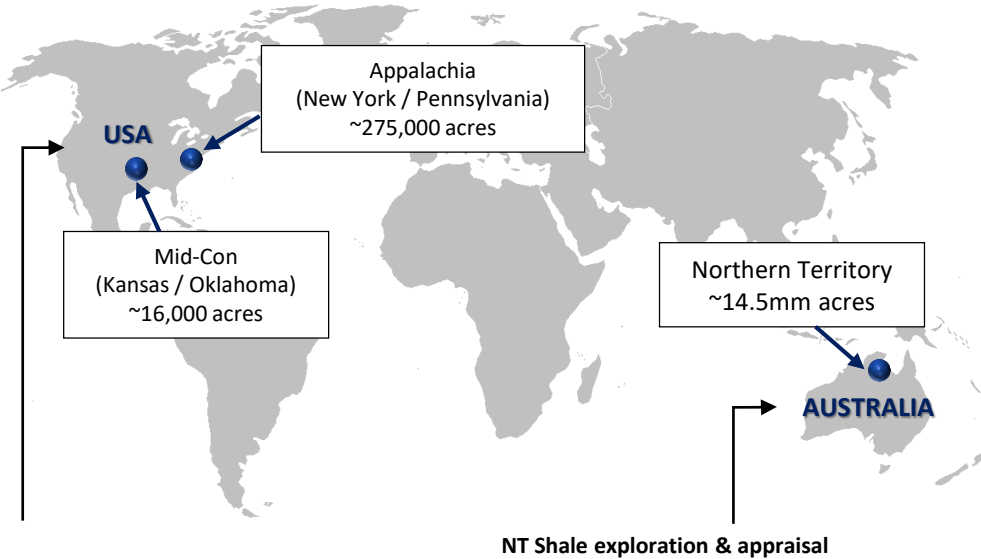 Appalachia
(New York / Pennsylvania)
~275,000 acres
USA
Mid-Con
(Kansas / Oklahoma)
~16,000 acres
Northern Territory
~14.5mm acres
AUSTRALIA
NT Shale exploration & appraisal